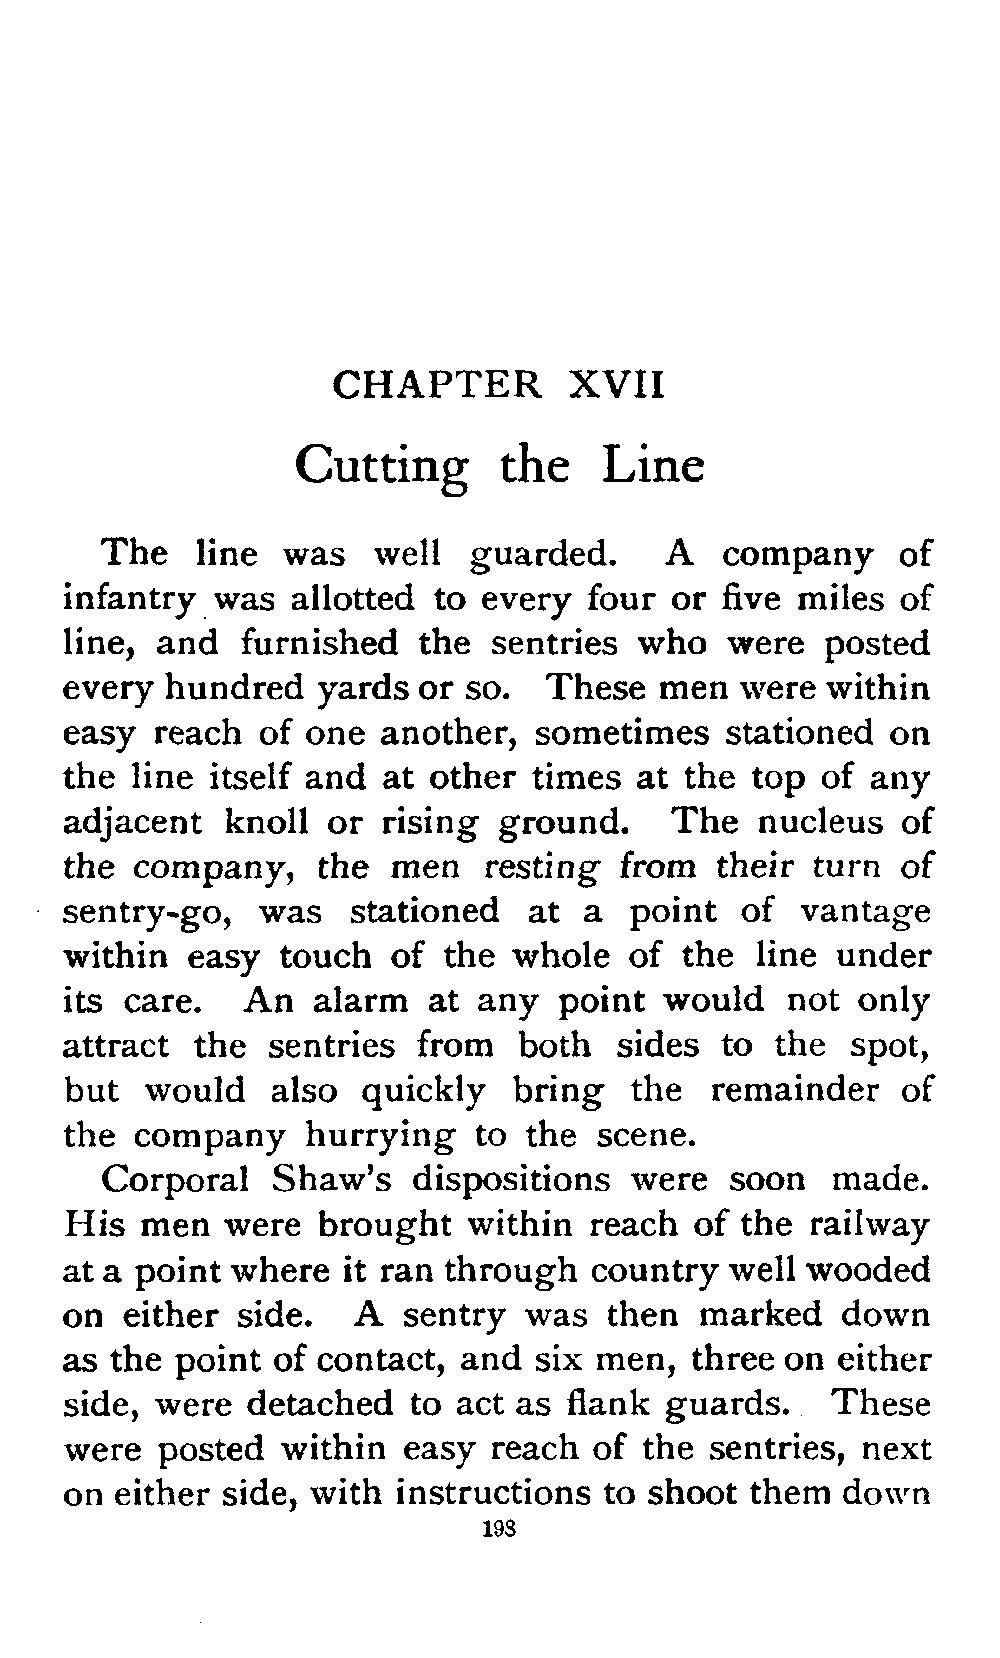 CHAPTER XVII
Cutting the Line
The line was well guarded. A company of
infantry was allotted to every four or five miles of
line, and furnished the sentries who were posted
every hundred yards or so. These men were within
easy reach of one another, sometimes stationed on
the line itself and at other times at the top of any
adjacent knoll or rising ground. The nucleus of
the company, the men resting from their turn of
sentry-go, was stationed at a point of vantage
within easy touch of the whole of the line under
its care. An alarm at any point would not only
attract the sentries from both sides to the spot,
but would also quickly bring the remainder of
the company hurrying to the scene.
Corporal Shaw's dispositions were soon made.
His men were brought within reach of the railway
at a point where it ran through country well wooded
on either side. A sentry was then marked down
as the point of contact, and six men, three on either
side, were detached to act as flank guards. These
were posted within easy reach of the sentries, next
on either side, with instructions to shoot them down
198